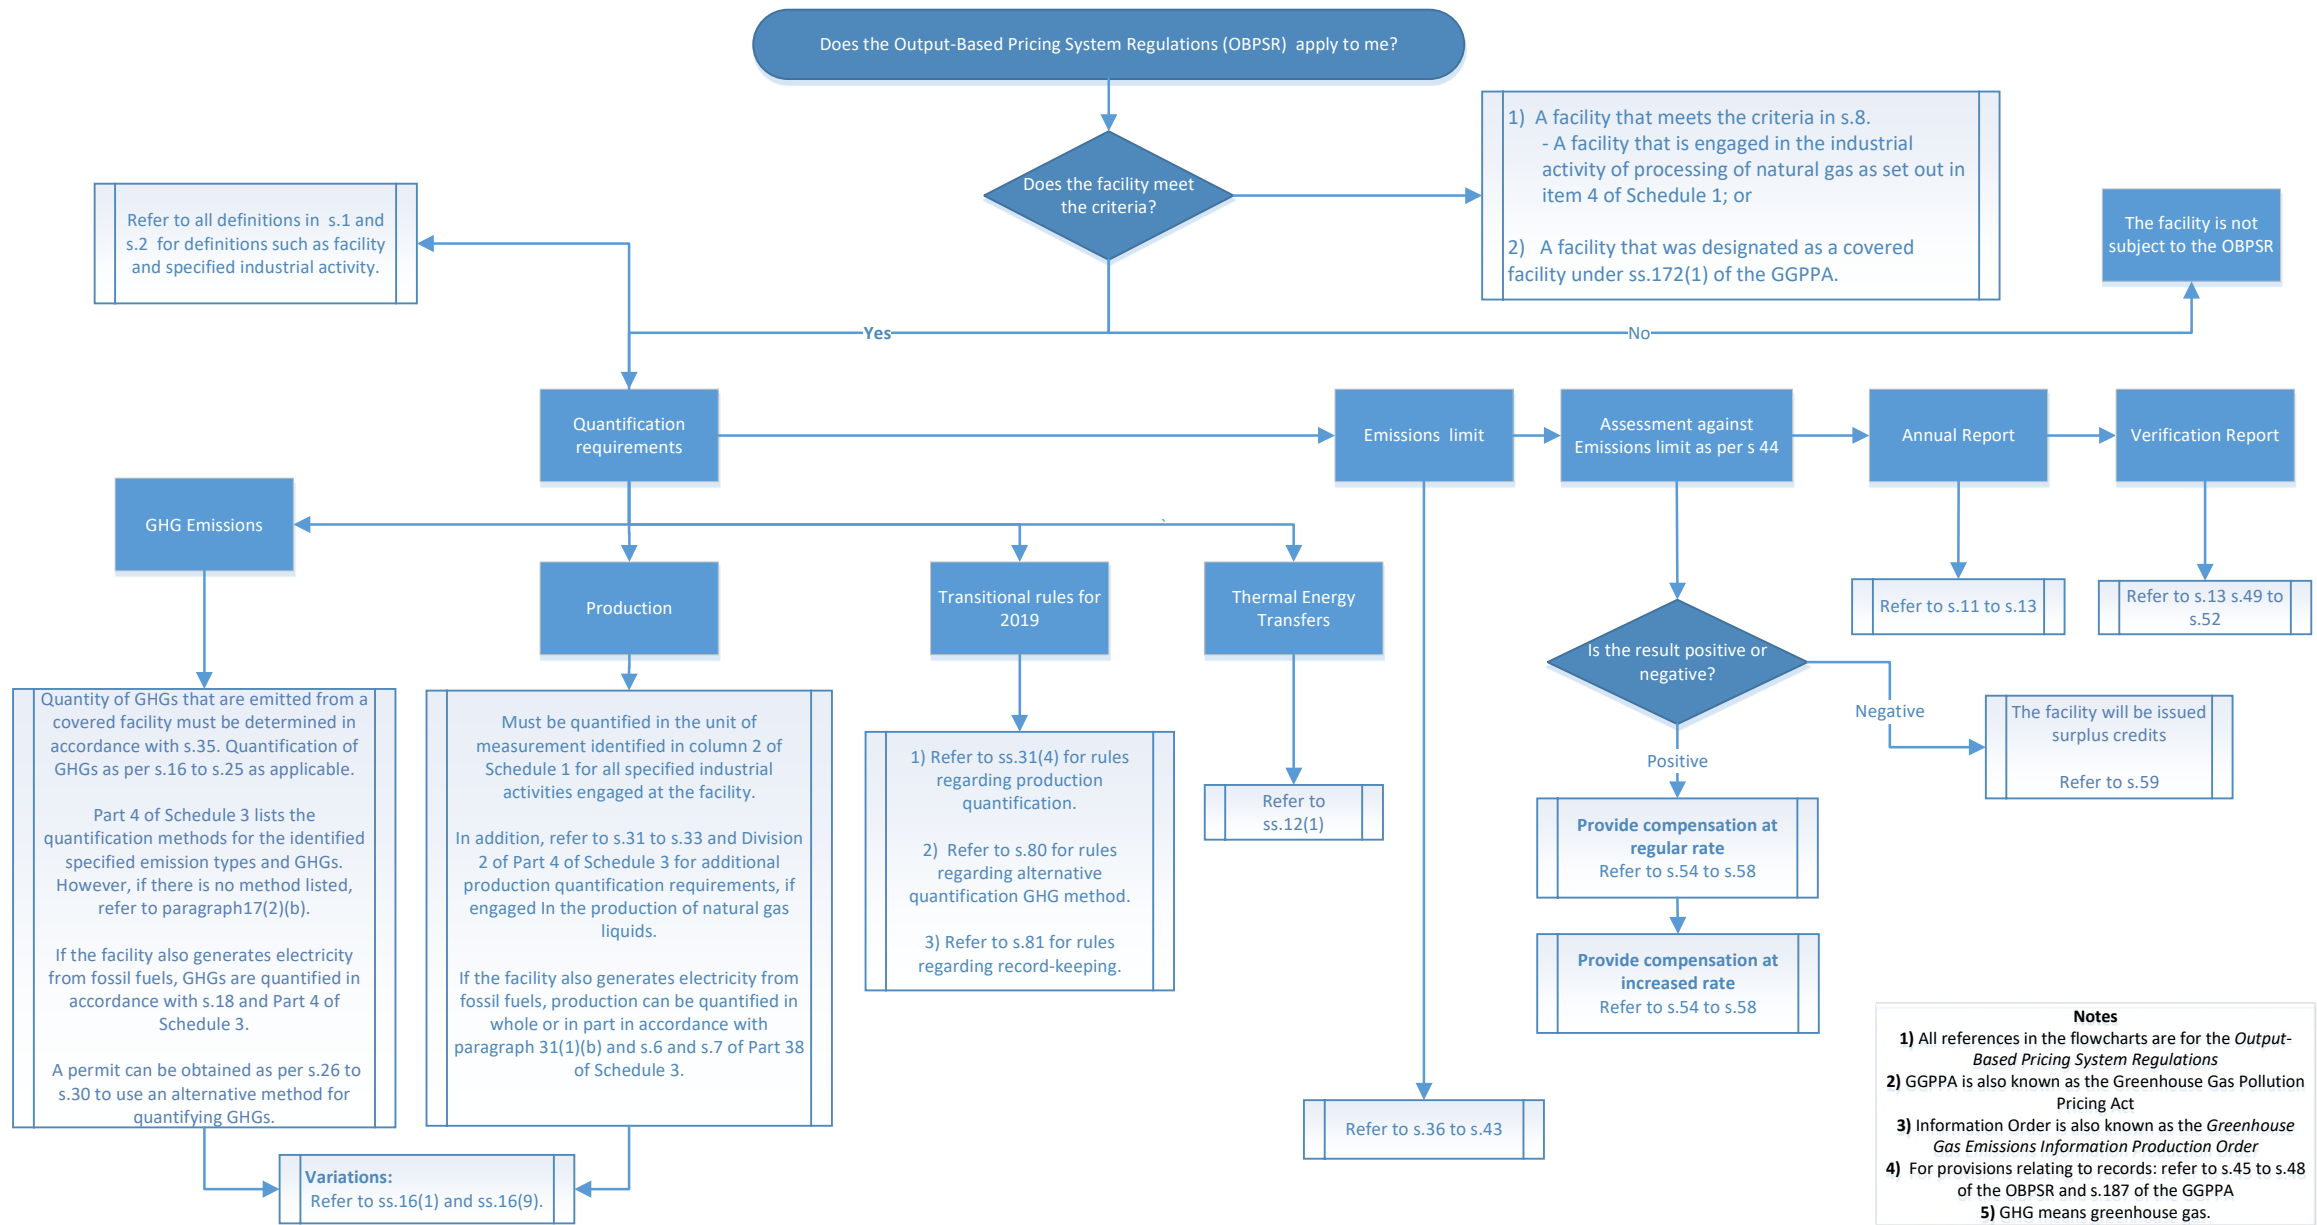 Does the Output-Based Pricing System Regulations (OBPSR) apply to me?
Does the facility meet
the criteria?
1) A facility that meets the criteria in s.8.
- A facility that is engaged in the industrial
activity of processing of natural gas as set out in
item 4 of Schedule 1; or
2) A facility that was designated as a covered
facility under ss.172(1) of the GGPPA.
Refer to all definitions in s.1 and
s.2 for definitions such as facility
and specified industrial activity.
The facility is not
subject to the OBPSR
Yes
No
Quantification
requirements
Emissions limit
Assessment against
Emissions limit as per s 44
Annual Report
Verification Report
GHG Emissions
Production
Transitional rules for
2019
Thermal Energy
Transfers
`
Refer to s.11 to s.13
Refer to s.13 s.49 to
s.52
Is the result positive or
negative?
Negative
Positive
The facility will be issued
surplus credits
Refer to s.59
Quantity of GHGs that are emitted from a
covered facility must be determined in
accordance with s.35. Quantification of
GHGs as per s.16 to s.25 as applicable.
Part 4 of Schedule 3 lists the
quantification methods for the identified
specified emission types and GHGs.
However, if there is no method listed,
refer to paragraph17(2)(b).
If the facility also generates electricity
from fossil fuels, GHGs are quantified in
accordance with s.18 and Part 4 of
Schedule 3.
A permit can be obtained as per s.26 to
s.30 to use an alternative method for
quantifying GHGs.
Must be quantified in the unit of
measurement identified in column 2 of
Schedule 1 for all specified industrial
activities engaged at the facility.
In addition, refer to s.31 to s.33 and Division
2 of Part 4 of Schedule 3 for additional
production quantification requirements, if
engaged In the production of natural gas
liquids.
If the facility also generates electricity from
fossil fuels, production can be quantified in
whole or in part in accordance with
paragraph 31(1)(b) and s.6 and s.7 of Part 38
of Schedule 3.
1) Refer to ss.31(4) for rules
regarding production
quantification.
2) Refer to s.80 for rules
regarding alternative
quantification GHG method.
3) Refer to s.81 for rules
regarding record-keeping.
Refer to
ss.12(1)
Provide compensation at
regular rate
Refer to s.54 to s.58
Provide compensation at
increased rate
Refer to s.54 to s.58
Refer to s.36 to s.43
Variations:
Refer to ss.16(1) and ss.16(9).
Notes
1) All references in the flowcharts are for the Output-
Based Pricing System Regulations
2) GGPPA is also known as the Greenhouse Gas Pollution
Pricing Act
3) Information Order is also known as the Greenhouse
Gas Emissions Information Production Order
4) For provisions relating to records: refer to s.45 to s.48
of the OBPSR and s.187 of the GGPPA
5) GHG means greenhouse gas.